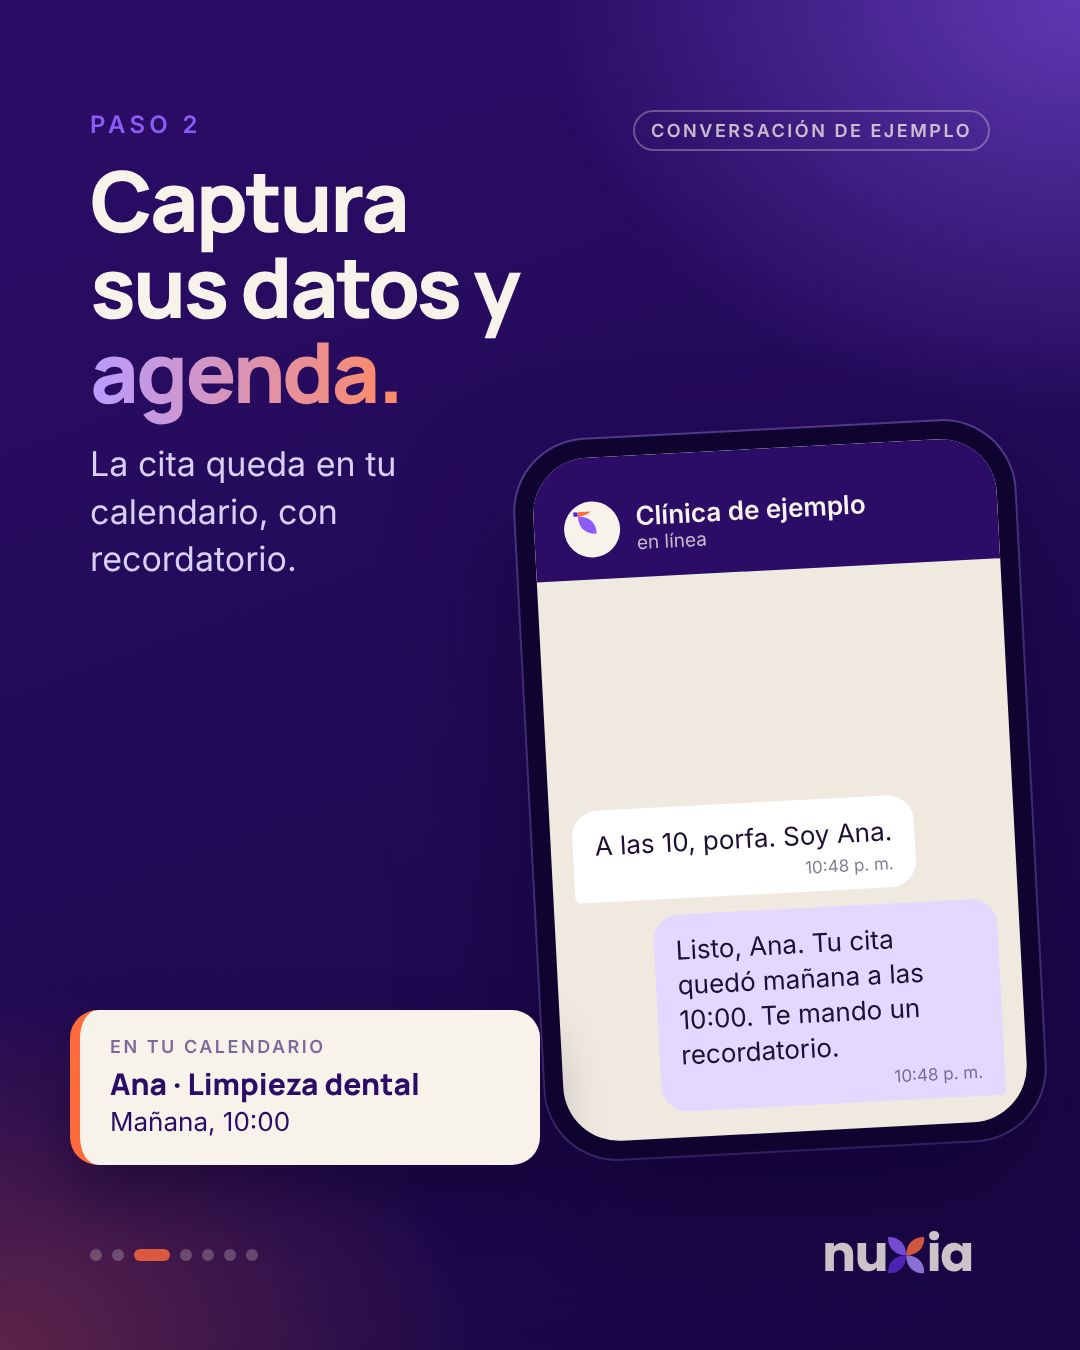 PASO 2
CONVERSACIÓN DE EJEMPLO
Captura
sus datos y
agenda.
La cita queda en tu
calendario, con
recordatorio.
Clínica de ejemplo
en línea
A las 10, porfa. Soy Ana.
10:48 p. m.
Listo, Ana. Tu cita
quedó mañana a las
10:00. Te mando un
recordatorio.
10:48 p. m.
EN TU CALENDARIO
Ana · Limpieza dental
Mañana, 10:00
nuxia